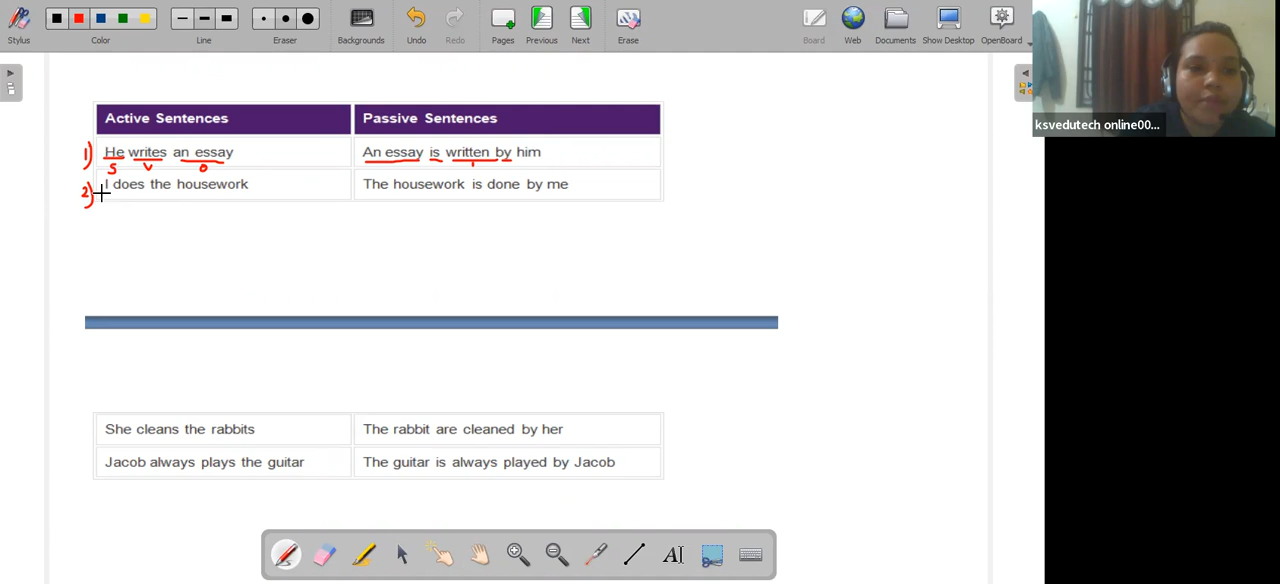 Stylus Color Line Eraser Backgrounds Undo Redo Pages Previous Next Erase Board Web Documents Show Desktop OpenBoard
ksvedutech online00...
Active Sentences Passive Sentences
1) He writes an essay An essay is written by him
S V O
2) I does the housework The housework is done by me
She cleans the rabbits The rabbit are cleaned by her
Jacob always plays the guitar The guitar is always played by Jacob